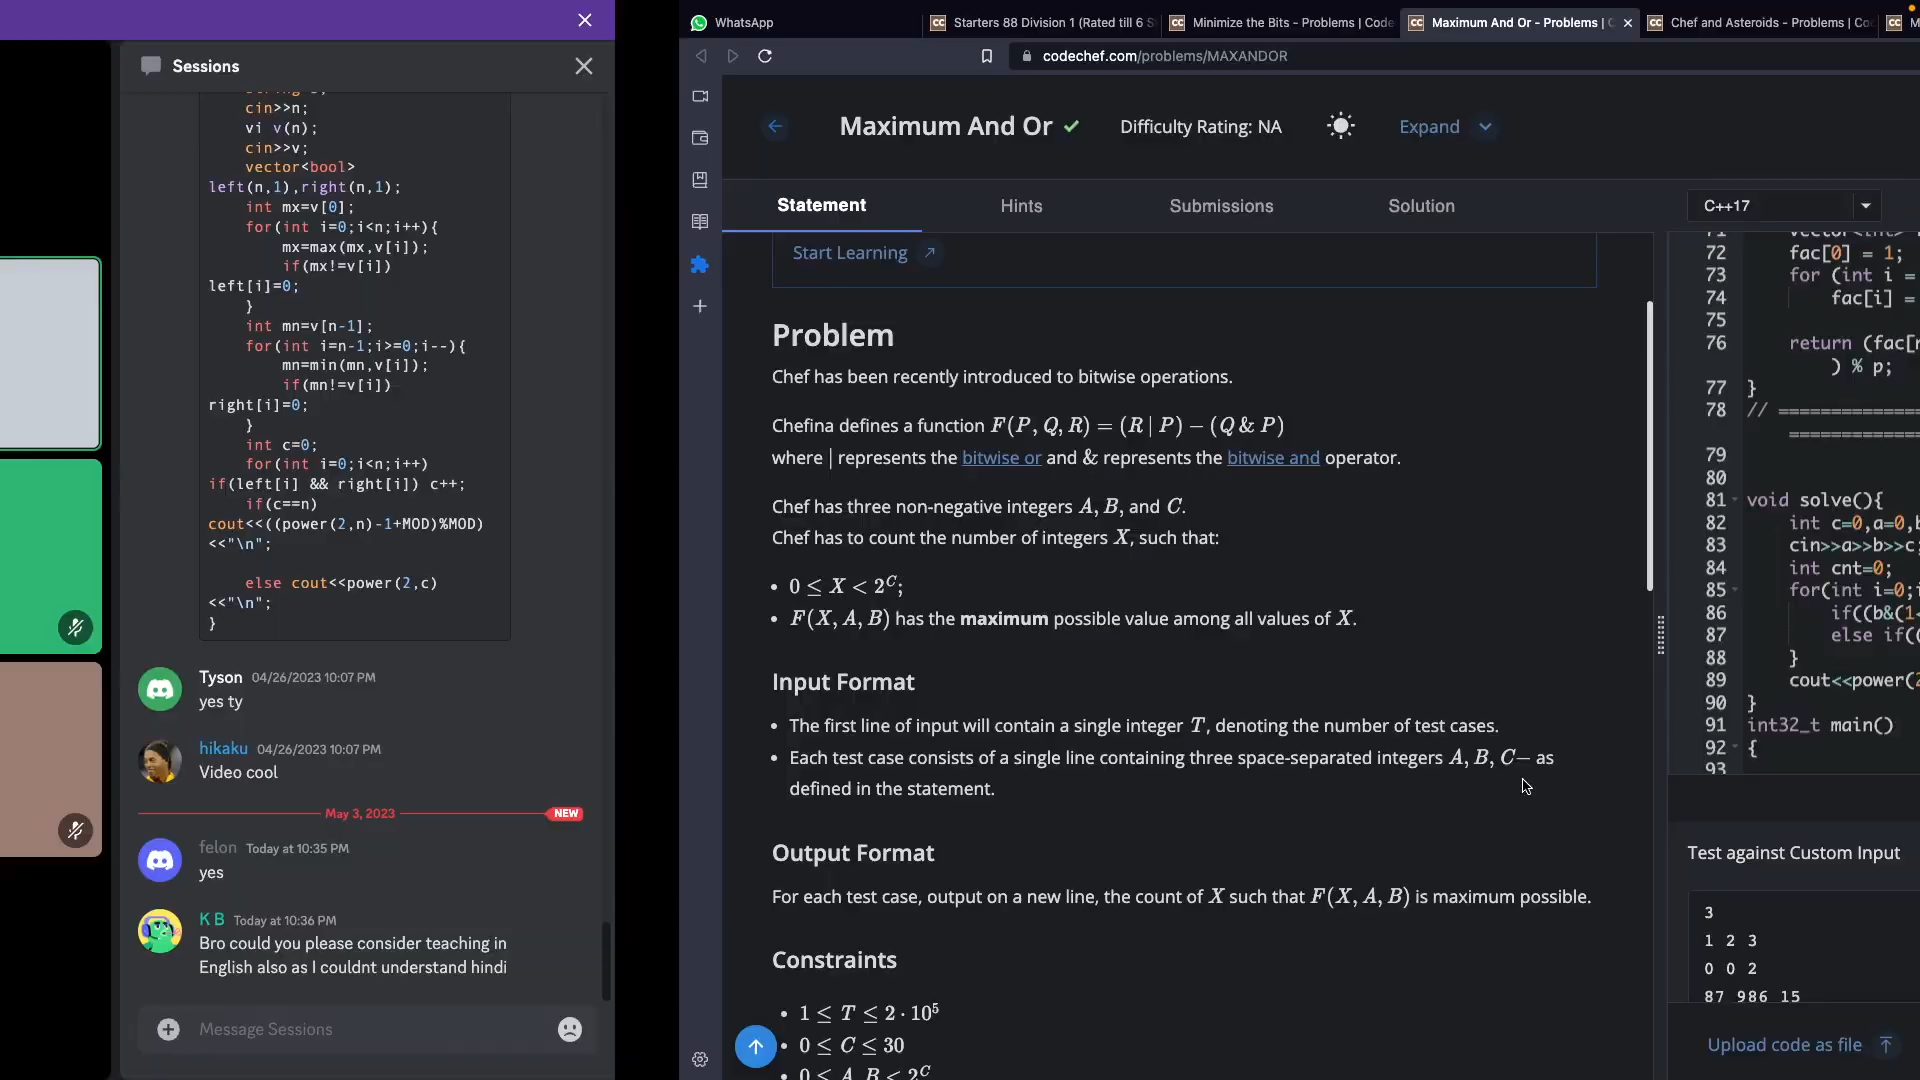 Sessions
cin>>n;
vi v(n);
cin>>v;
vector<bool>
left(n,1),right(n,1);
int mx=v[0];
for(int i=0;i<n;i++){
mx=max(mx,v[i]);
if(mx!=v[i])
left[i]=0;
}
int mn=v[n-1];
for(int i=n-1;i>=0;i--){
mn=min(mn,v[i]);
if(mn!=v[i])
right[i]=0;
}
int c=0;
for(int i=0;i<n;i++)
if(left[i] && right[i]) c++;
if(c==n)
cout<<((power(2,n)-1+MOD)%MOD)
<<"\n";
else cout<<power(2,c)
<<"\n";
}
Tyson 04/26/2023 10:07 PM
yes ty
hikaku 04/26/2023 10:07 PM
Video cool
May 3, 2023 NEW
felon Today at 10:35 PM
yes
K B Today at 10:36 PM
Bro could you please consider teaching in
English also as I couldnt understand hindi
Message Sessions
WhatsApp
CC Starters 88 Division 1 (Rated till 6 S
CC Minimize the Bits - Problems | Code
CC Maximum And Or - Problems | C
CC Chef and Asteroids - Problems | Co
CC M
codechef.com/problems/MAXANDOR
Maximum And Or Difficulty Rating: NA Expand
Statement Hints Submissions Solution
Start Learning
Problem
Chef has been recently introduced to bitwise operations.
Chefina defines a function F(P, Q, R) = (R | P) − (Q & P)
where | represents the bitwise or and & represents the bitwise and operator.
Chef has three non-negative integers A, B, and C.
Chef has to count the number of integers X, such that:
• 0 ≤ X < 2^C;
• F(X, A, B) has the maximum possible value among all values of X.
Input Format
• The first line of input will contain a single integer T, denoting the number of test cases.
• Each test case consists of a single line containing three space-separated integers A, B, C− as
defined in the statement.
Output Format
For each test case, output on a new line, the count of X such that F(X, A, B) is maximum possible.
Constraints
• 1 ≤ T ≤ 2 · 10^5
• 0 ≤ C ≤ 30
• 0 ≤ A, B < 2^C
C++17
72 fac[0] = 1;
73 for (int i =
74 fac[i] =
75
76 return (fac[
) % p;
77 }
78 // ================
================
79
80
81 void solve(){
82 int c=0,a=0,b
83 cin>>a>>b>>c;
84 int cnt=0;
85 for(int i=0;i
86 if((b&(1<
87 else if((
88 }
89 cout<<power(2
90 }
91 int32_t main()
92 {
93
Test against Custom Input
3
1 2 3
0 0 2
87 986 15
Upload code as file